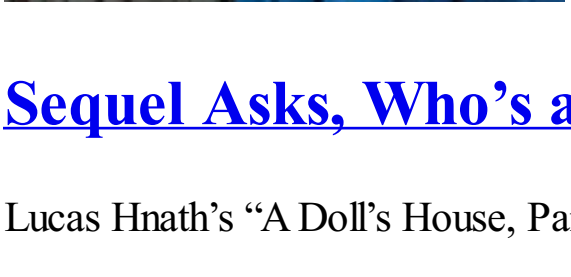 Sequel Asks, Who’s a
Lucas Hnath’s “A Doll’s House, Pa